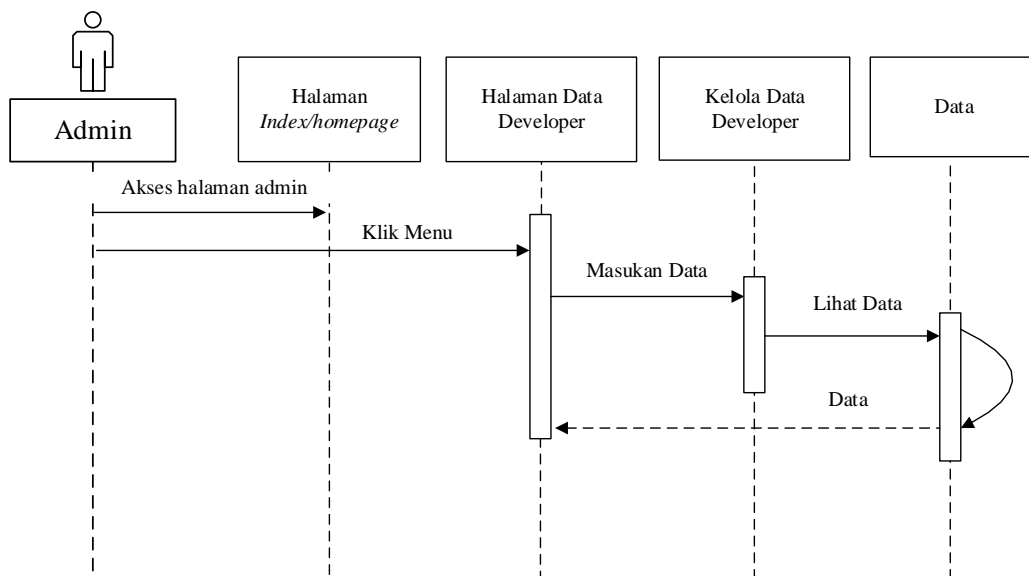 Admin
Halaman
Index/homepage
Halaman Data
Developer
Kelola Data
Developer
Data
Akses halaman admin
Klik Menu
Masukan Data
Lihat Data
Data